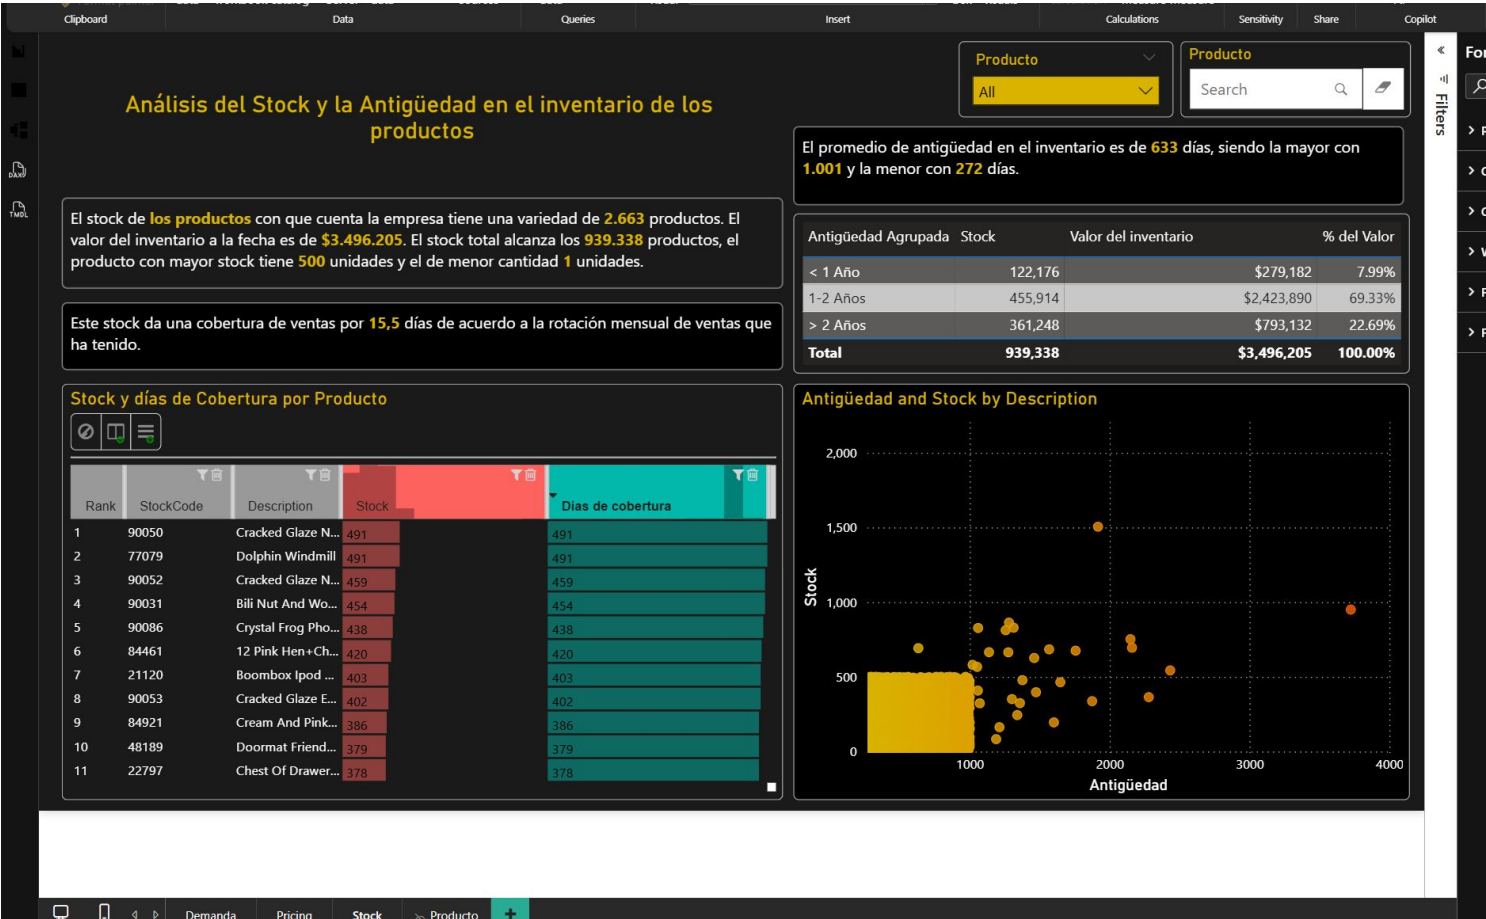 Clipboard
Data
Queries
Insert
Calculations
Sensitivity
Share
Copilot
DAX
TMDL
Análisis del Stock y la Antigüedad en el inventario de los
productos
Producto
All
Producto
Search
Filters
El promedio de antigüedad en el inventario es de 633 días, siendo la mayor con
1.001 y la menor con 272 días.
El stock de los productos con que cuenta la empresa tiene una variedad de 2.663 productos. El
valor del inventario a la fecha es de $3.496.205. El stock total alcanza los 939.338 productos, el
producto con mayor stock tiene 500 unidades y el de menor cantidad 1 unidades.
Este stock da una cobertura de ventas por 15,5 días de acuerdo a la rotación mensual de ventas que
ha tenido.
Antigüedad Agrupada Stock Valor del inventario % del Valor
< 1 Año 122,176 $279,182 7.99%
1-2 Años 455,914 $2,423,890 69.33%
> 2 Años 361,248 $793,132 22.69%
Total 939,338 $3,496,205 100.00%
Stock y días de Cobertura por Producto
Rank StockCode Description Stock Dias de cobertura
1 90050 Cracked Glaze N... 491 491
2 77079 Dolphin Windmill 491 491
3 90052 Cracked Glaze N... 459 459
4 90031 Bili Nut And Wo... 454 454
5 90086 Crystal Frog Pho... 438 438
6 84461 12 Pink Hen+Ch... 420 420
7 21120 Boombox Ipod ... 403 403
8 90053 Cracked Glaze E... 402 402
9 84921 Cream And Pink... 386 386
10 48189 Doormat Friend... 379 379
11 22797 Chest Of Drawer... 378 378
Antigüedad and Stock by Description
2,000
1,500
1,000
500
0
Stock
1000 2000 3000 4000
Antigüedad
Demanda
Pricing
Stock
Producto